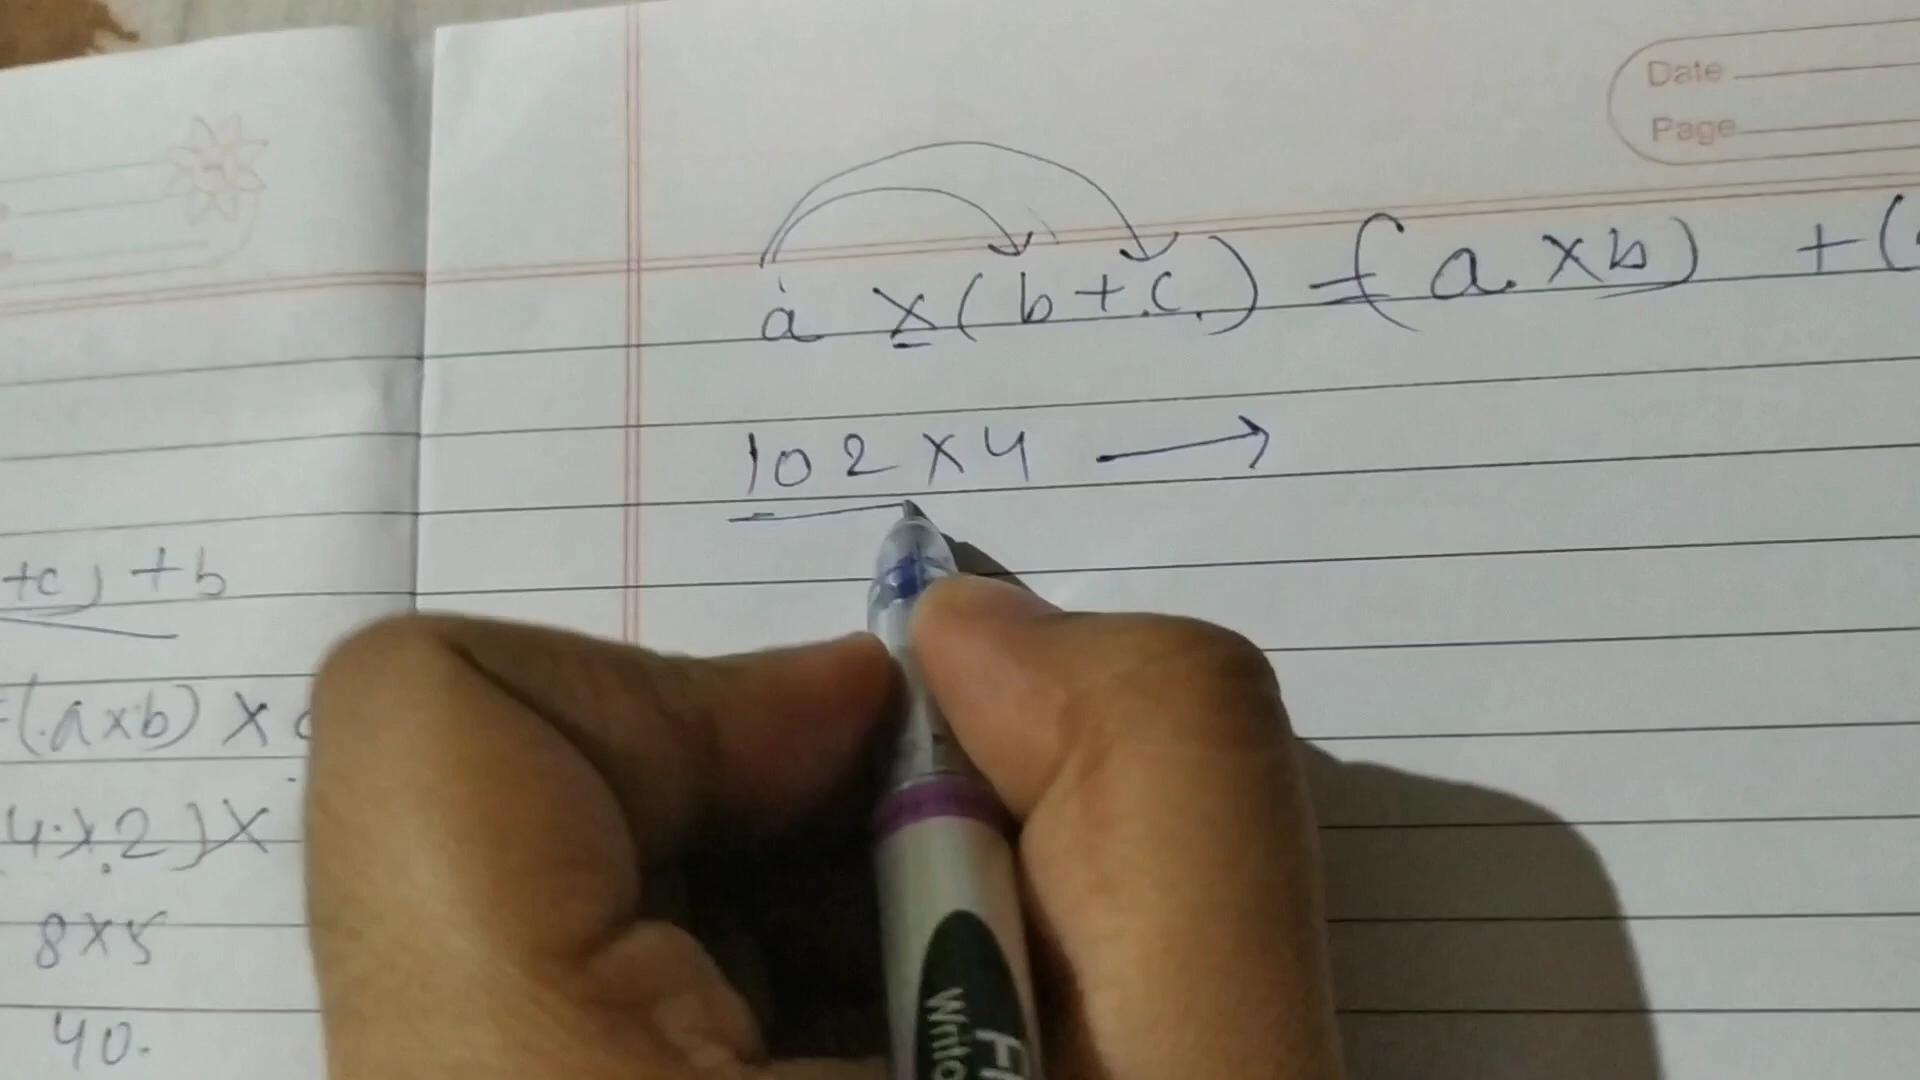 Date
Page
a × (b+c) = (a × b) + (
102 × 4 →
+c) + b
=(a×b) ×
4×2) ×
8×5
40.